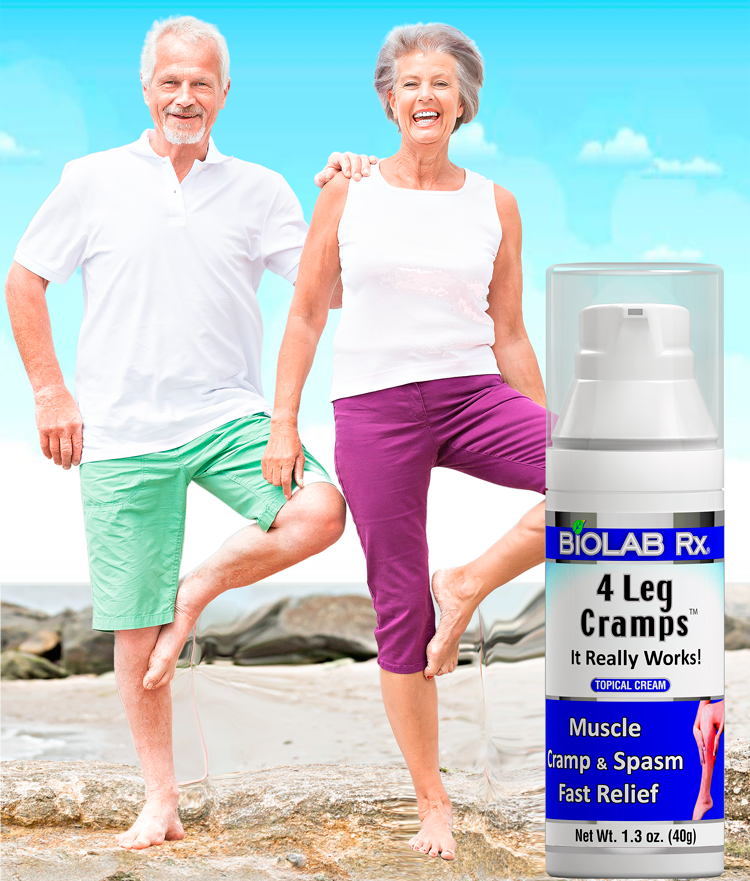 BiOLAB Rx®
4 Leg
Cramps™
It Really Works!
TOPICAL CREAM
Muscle
Cramp & Spasm
Fast Relief
Net Wt. 1.3 oz. (40g)